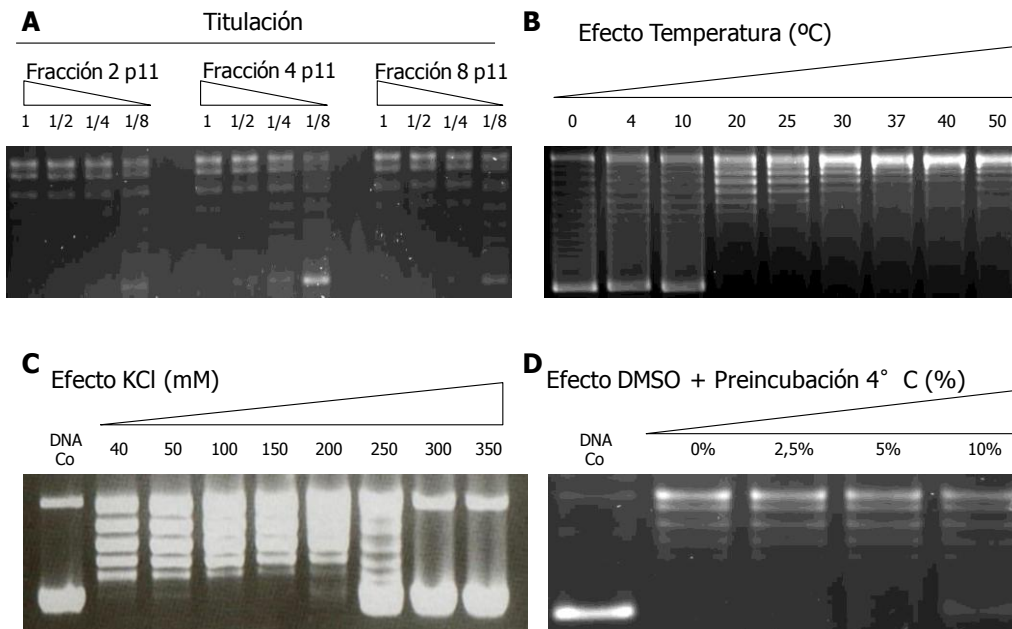 A
Titulación
Fracción 2 p11
Fracción 4 p11
Fracción 8 p11
1 1/2 1/4 1/8
1 1/2 1/4 1/8
1 1/2 1/4 1/8
B
Efecto Temperatura (ºC)
0 4 10 20 25 30 37 40 50
C
Efecto KCl (mM)
DNA
Co
40 50 100 150 200 250 300 350
D
Efecto DMSO + Preincubación 4° C (%)
DNA
Co
0% 2,5% 5% 10%